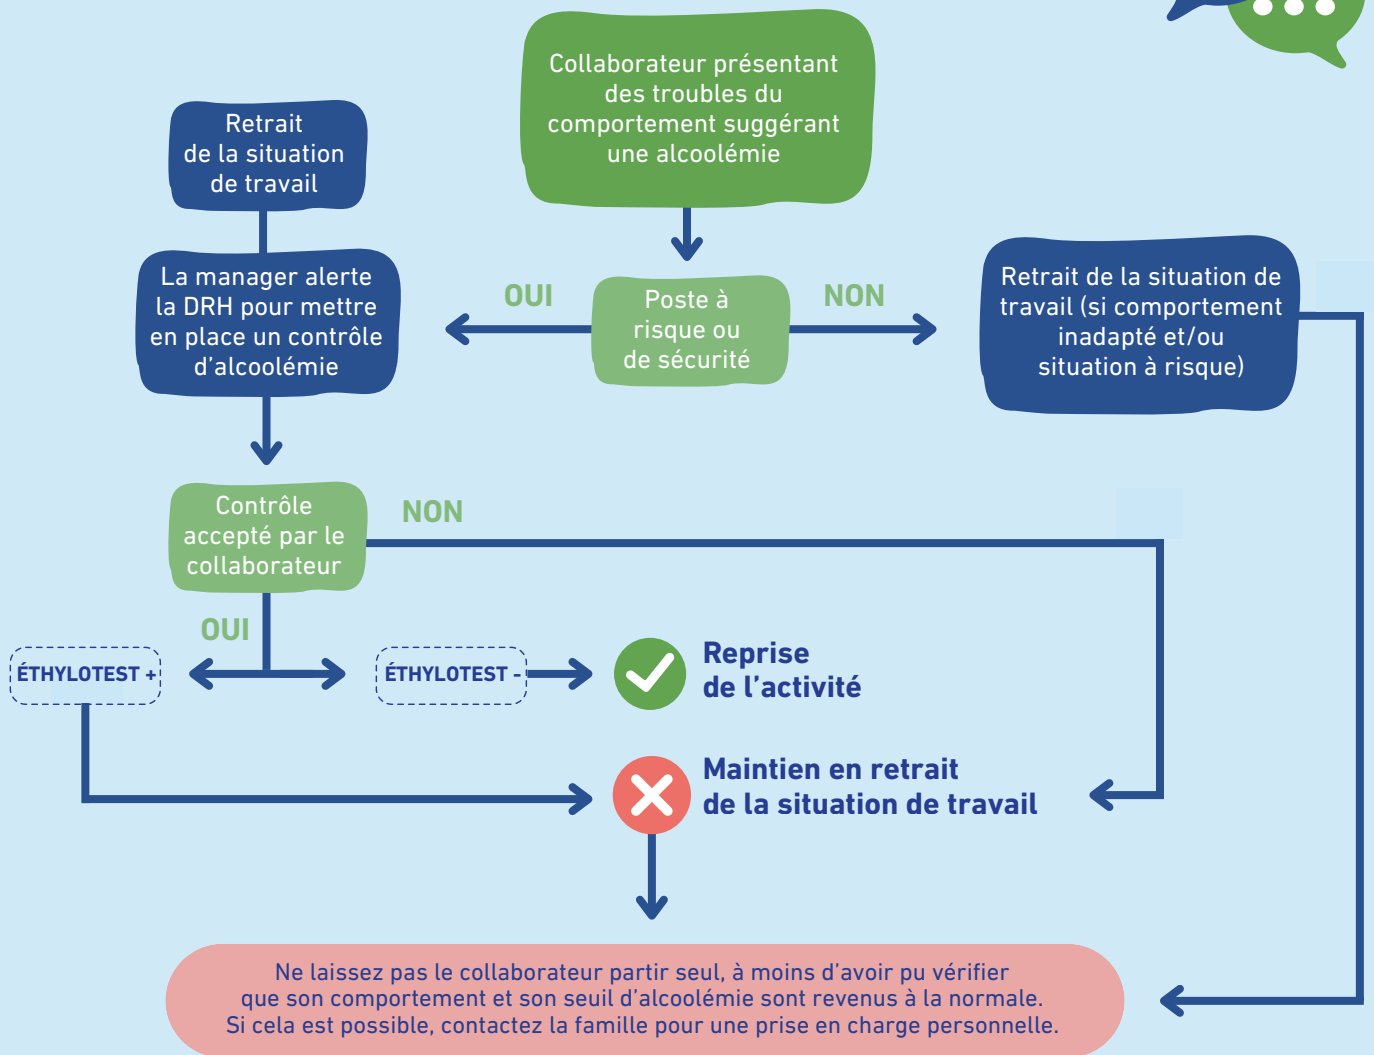 Collaborateur présentant
des troubles du
comportement suggérant
une alcoolémie
Retrait
de la situation
de travail
La manager alerte
la DRH pour mettre
en place un contrôle
d'alcoolémie
OUI
Poste à
risque ou
de sécurité
NON
Retrait de la situation de
travail (si comportement
inadapté et/ou
situation à risque)
Contrôle
accepté par le
collaborateur
NON
OUI
ÉTHYLOTEST +
ÉTHYLOTEST -
Reprise
de l'activité
Maintien en retrait
de la situation de travail
Ne laissez pas le collaborateur partir seul, à moins d'avoir pu vérifier
que son comportement et son seuil d'alcoolémie sont revenus à la normale.
Si cela est possible, contactez la famille pour une prise en charge personnelle.